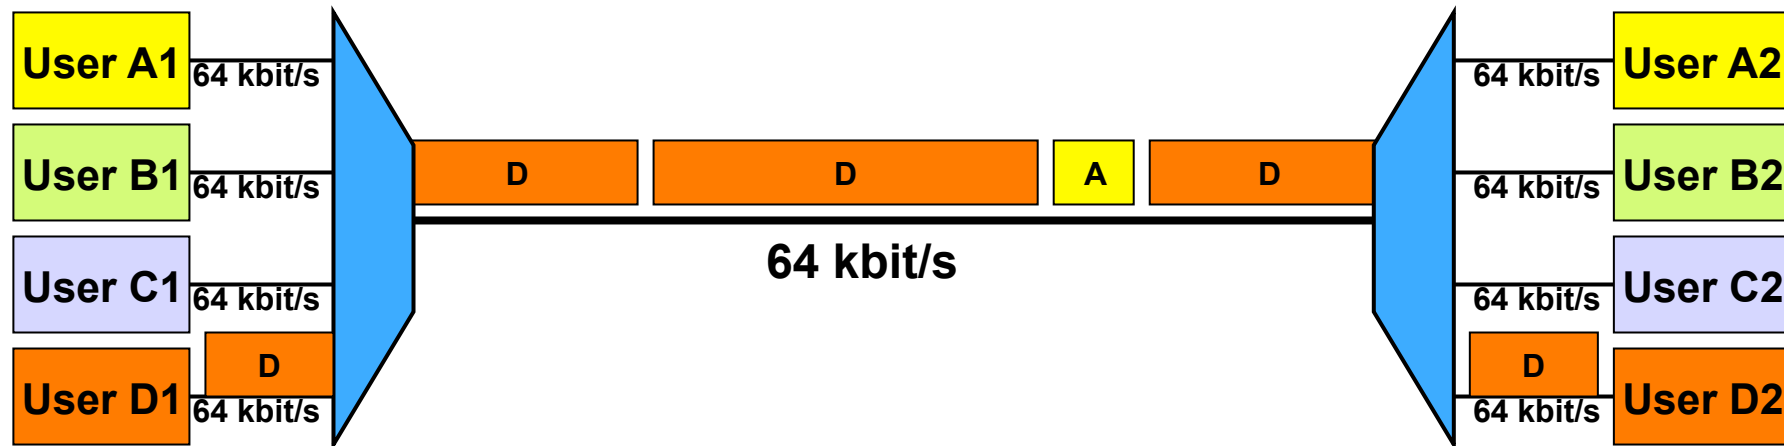 User A1
64 kbit/s
User B1
64 kbit/s
User C1
64 kbit/s
D
User D1
64 kbit/s
D
D
A
D
64 kbit/s
64 kbit/s
User A2
64 kbit/s
User B2
64 kbit/s
User C2
D
64 kbit/s
User D2